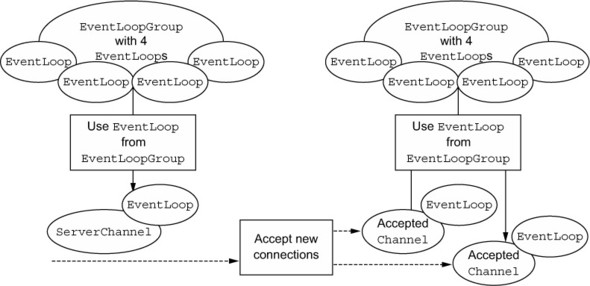 EventLoopGroup
with 4
EventLoops
EventLoop
EventLoop
EventLoop
EventLoop
Use EventLoop
from
EventLoopGroup
EventLoop
ServerChannel
Accept new
connections
EventLoopGroup
with 4
EventLoops
EventLoop
EventLoop
EventLoop
EventLoop
Use EventLoop
from
EventLoopGroup
EventLoop
Accepted
Channel
EventLoop
Accepted
Channel